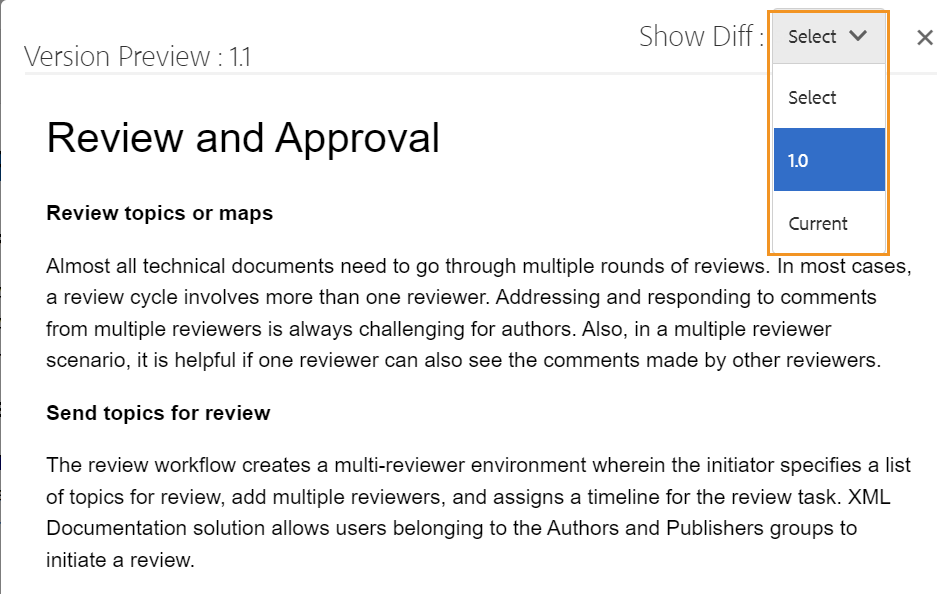 Show Diff : Select
Version Preview : 1.1
Select
1.0
Current
Review and Approval
Review topics or maps
Almost all technical documents need to go through multiple rounds of reviews. In most cases,
a review cycle involves more than one reviewer. Addressing and responding to comments
from multiple reviewers is always challenging for authors. Also, in a multiple reviewer
scenario, it is helpful if one reviewer can also see the comments made by other reviewers.
Send topics for review
The review workflow creates a multi-reviewer environment wherein the initiator specifies a list
of topics for review, add multiple reviewers, and assigns a timeline for the review task. XML
Documentation solution allows users belonging to the Authors and Publishers groups to
initiate a review.